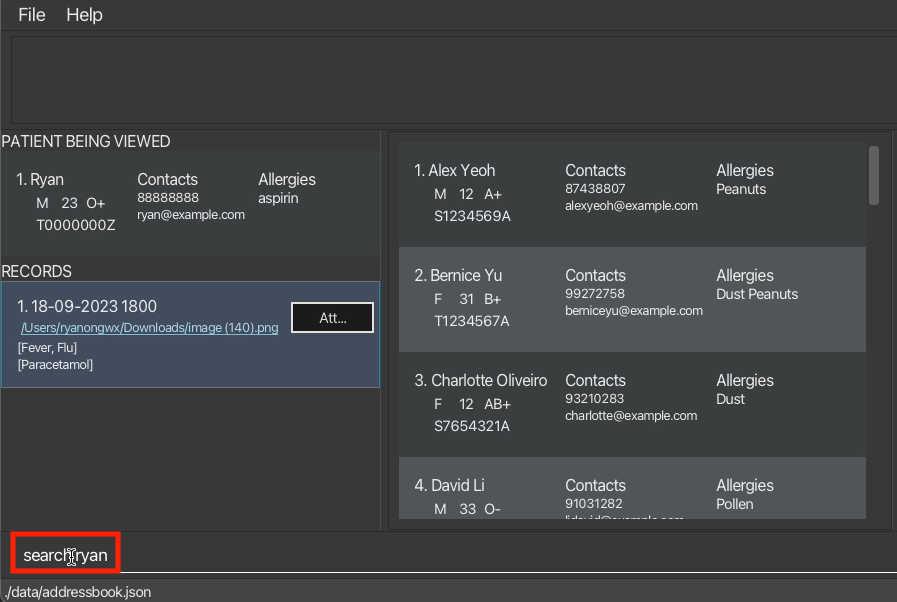 File Help
PATIENT BEING VIEWED
1. Ryan
M 23 O+
T0000000Z
Contacts
88888888
ryan@example.com
Allergies
aspirin
RECORDS
1. 18-09-2023 1800
/Users/ryanongwx/Downloads/image (140).png
[Fever, Flu]
[Paracetamol]
Att...
1. Alex Yeoh
M 12 A+
S1234569A
Contacts
87438807
alexyeoh@example.com
Allergies
Peanuts
2. Bernice Yu
F 31 B+
T1234567A
Contacts
99272758
berniceyu@example.com
Allergies
Dust Peanuts
3. Charlotte Oliveiro
F 12 AB+
S7654321A
Contacts
93210283
charlotte@example.com
Allergies
Dust
4. David Li
M 33 O-
Contacts
91031282
lidavid@example.com
Allergies
Pollen
search ryan
./data/addressbook.json